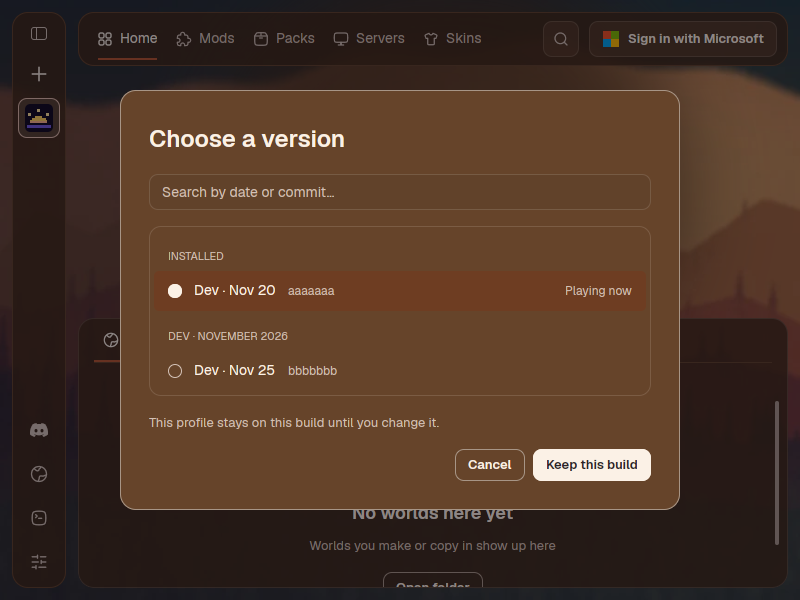 Home
Mods
Packs
Servers
Skins
Sign in with Microsoft
Choose a version
Search by date or commit...
INSTALLED
Dev · Nov 20 aaaaaaa Playing now
DEV · NOVEMBER 2026
Dev · Nov 25 bbbbbbb
This profile stays on this build until you change it.
Cancel
Keep this build
No worlds here yet
Worlds you make or copy in show up here
Open folder